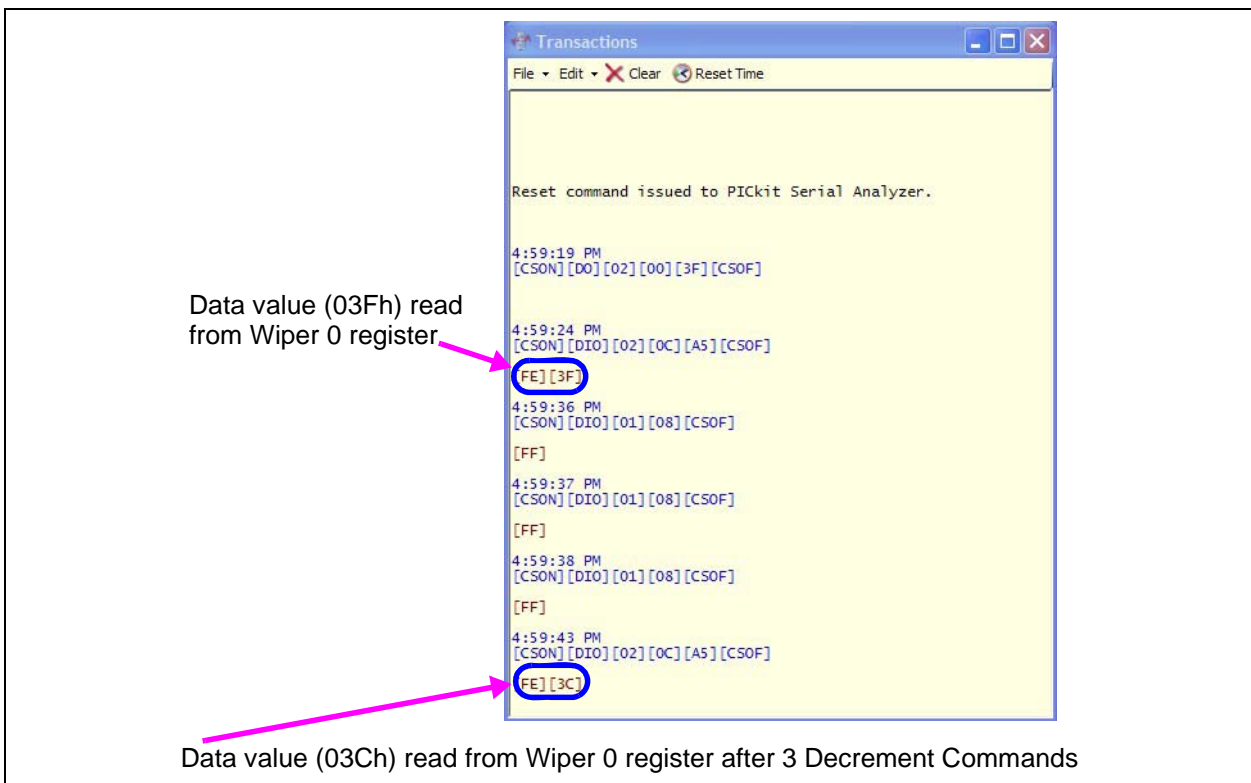 Transactions
File Edit Clear Reset Time
Reset command issued to PICkit Serial Analyzer.
4:59:19 PM
[CSON][DO][02][00][3F][CSOF]
Data value (03Fh) read
from Wiper 0 register
4:59:24 PM
[CSON][DIO][02][0C][A5][CSOF]
[FE][3F]
4:59:36 PM
[CSON][DIO][01][08][CSOF]
[FF]
4:59:37 PM
[CSON][DIO][01][08][CSOF]
[FF]
4:59:38 PM
[CSON][DIO][01][08][CSOF]
[FF]
4:59:43 PM
[CSON][DIO][02][0C][A5][CSOF]
[FE][3C]
Data value (03Ch) read from Wiper 0 register after 3 Decrement Commands